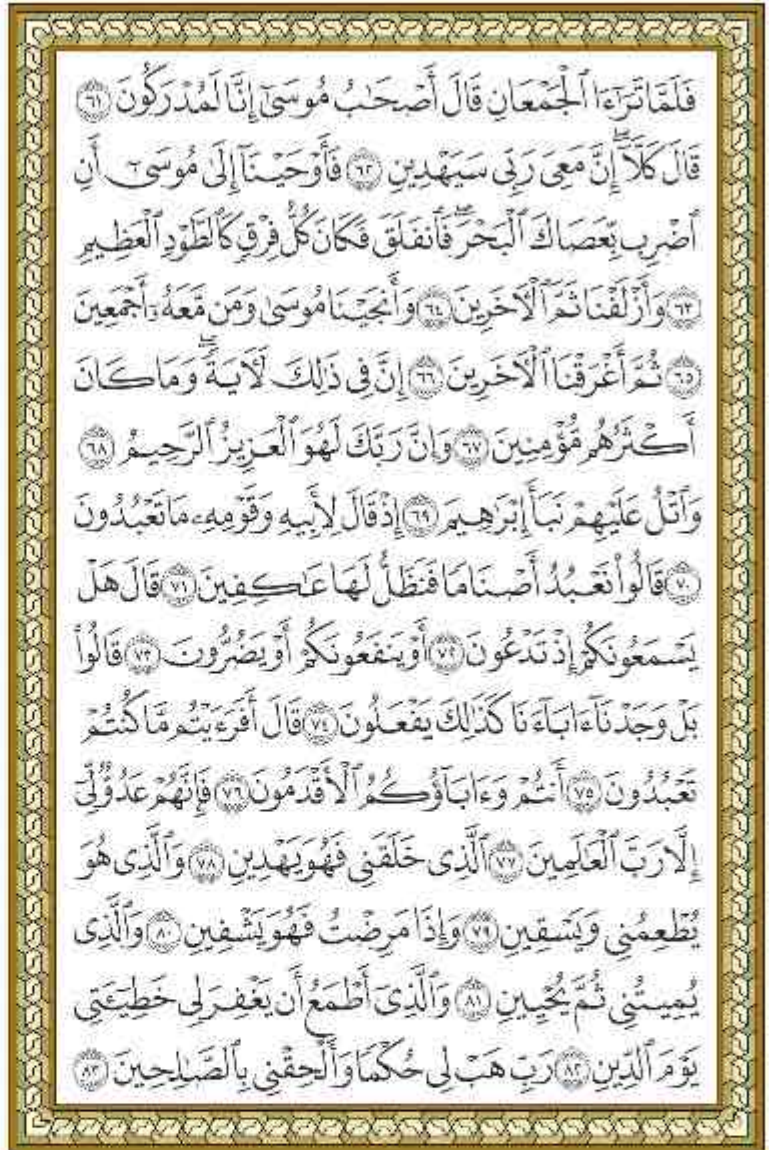 فَلَمَّا تَرَٰٓءَا ٱلْجَمْعَانِ قَالَ أَصْحَٰبُ مُوسَىٰٓ إِنَّا لَمُدْرَكُونَ ٦١
قَالَ كَلَّآ ۖ إِنَّ مَعِىَ رَبِّى سَيَهْدِينِ ٦٢ فَأَوْحَيْنَآ إِلَىٰ مُوسَىٰٓ أَنِ
ٱضْرِب بِّعَصَاكَ ٱلْبَحْرَ ۖ فَٱنفَلَقَ فَكَانَ كُلُّ فِرْقٍ كَٱلطَّوْدِ ٱلْعَظِيمِ
٦٣ وَأَزْلَفْنَا ثَمَّ ٱلْءَاخَرِينَ ٦٤ وَأَنجَيْنَا مُوسَىٰ وَمَن مَّعَهُۥٓ أَجْمَعِينَ
٦٥ ثُمَّ أَغْرَقْنَا ٱلْءَاخَرِينَ ٦٦ إِنَّ فِى ذَٰلِكَ لَءَايَةً ۖ وَمَا كَانَ
أَكْثَرُهُم مُّؤْمِنِينَ ٦٧ وَإِنَّ رَبَّكَ لَهُوَ ٱلْعَزِيزُ ٱلرَّحِيمُ ٦٨
وَٱتْلُ عَلَيْهِمْ نَبَأَ إِبْرَٰهِيمَ ٦٩ إِذْ قَالَ لِأَبِيهِ وَقَوْمِهِۦ مَا تَعْبُدُونَ
٧٠ قَالُوا۟ نَعْبُدُ أَصْنَامًا فَنَظَلُّ لَهَا عَٰكِفِينَ ٧١ قَالَ هَلْ
يَسْمَعُونَكُمْ إِذْ تَدْعُونَ ٧٢ أَوْ يَنفَعُونَكُمْ أَوْ يَضُرُّونَ ٧٣ قَالُوا۟
بَلْ وَجَدْنَآ ءَابَآءَنَا كَذَٰلِكَ يَفْعَلُونَ ٧٤ قَالَ أَفَرَءَيْتُم مَّا كُنتُمْ
تَعْبُدُونَ ٧٥ أَنتُمْ وَءَابَآؤُكُمُ ٱلْأَقْدَمُونَ ٧٦ فَإِنَّهُمْ عَدُوٌّ لِّىٓ
إِلَّا رَبَّ ٱلْعَٰلَمِينَ ٧٧ ٱلَّذِى خَلَقَنِى فَهُوَ يَهْدِينِ ٧٨ وَٱلَّذِى هُوَ
يُطْعِمُنِى وَيَسْقِينِ ٧٩ وَإِذَا مَرِضْتُ فَهُوَ يَشْفِينِ ٨٠ وَٱلَّذِى
يُمِيتُنِى ثُمَّ يُحْيِينِ ٨١ وَٱلَّذِىٓ أَطْمَعُ أَن يَغْفِرَ لِى خَطِيٓـَٔتِى
يَوْمَ ٱلدِّينِ ٨٢ رَبِّ هَبْ لِى حُكْمًا وَأَلْحِقْنِى بِٱلصَّٰلِحِينَ ٨٣